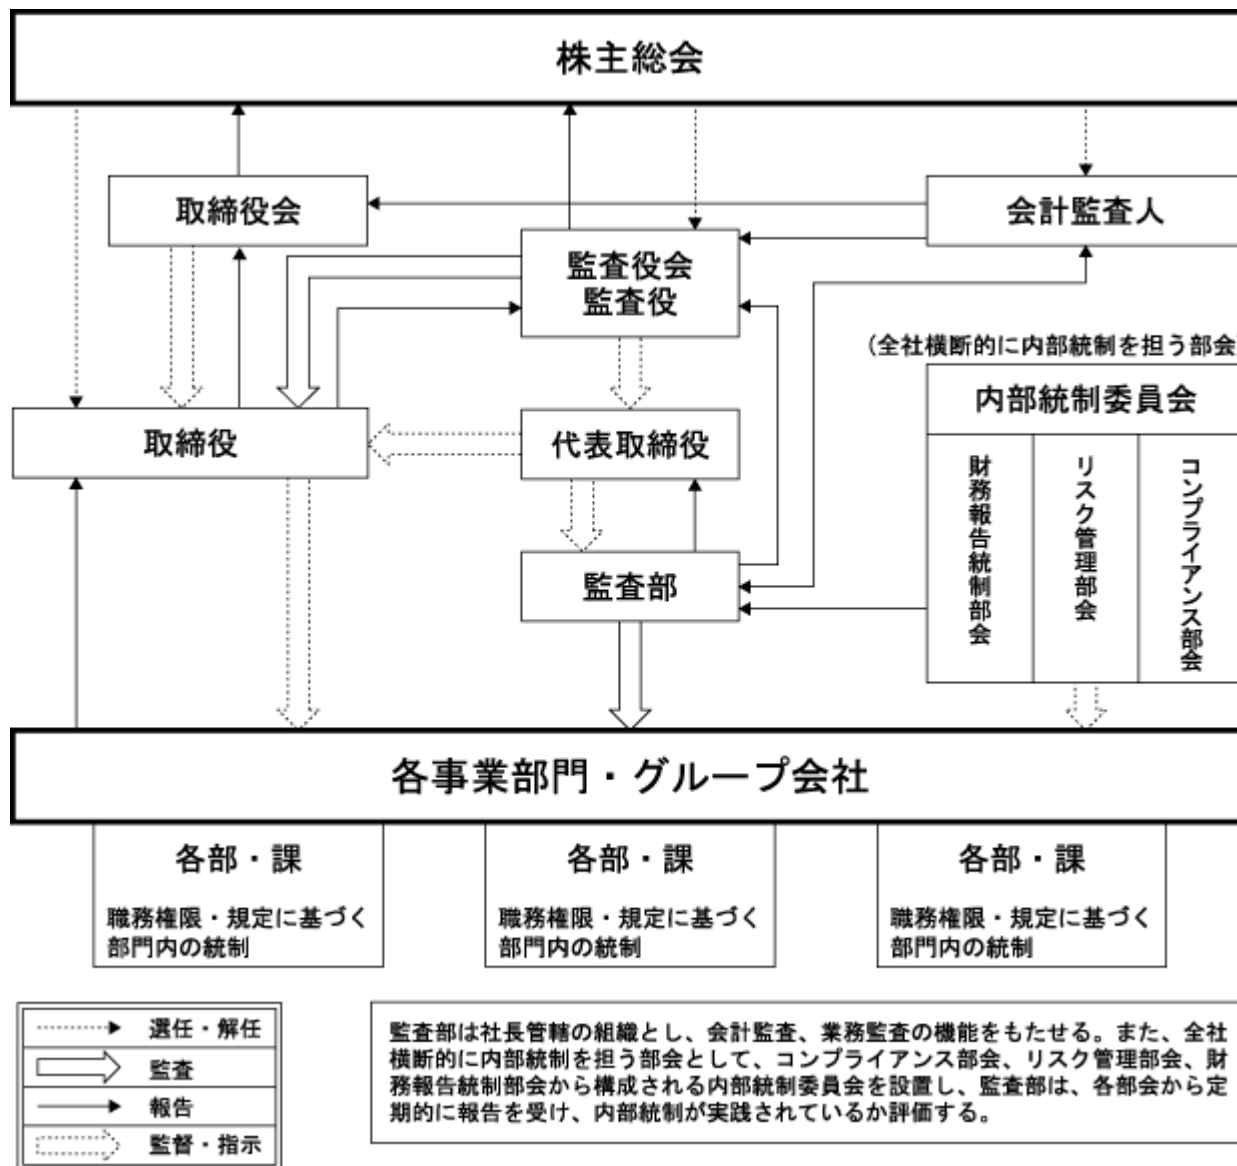 株主総会
取締役会
会計監査人
監査役会
監査役
(全社横断的に内部統制を担う部会)
内部統制委員会
取締役
代表取締役
財務報告統制部会
リスク管理部会
コンプライアンス部会
監査部
各事業部門・グループ会社
各部・課
職務権限・規定に基づく
部門内の統制
各部・課
職務権限・規定に基づく
部門内の統制
各部・課
職務権限・規定に基づく
部門内の統制
選任・解任
監査
報告
監督・指示
監査部は社長管轄の組織とし、会計監査、業務監査の機能をもたせる。また、全社
横断的に内部統制を担う部会として、コンプライアンス部会、リスク管理部会、財
務報告統制部会から構成される内部統制委員会を設置し、監査部は、各部会から定
期的に報告を受け、内部統制が実践されているか評価する。